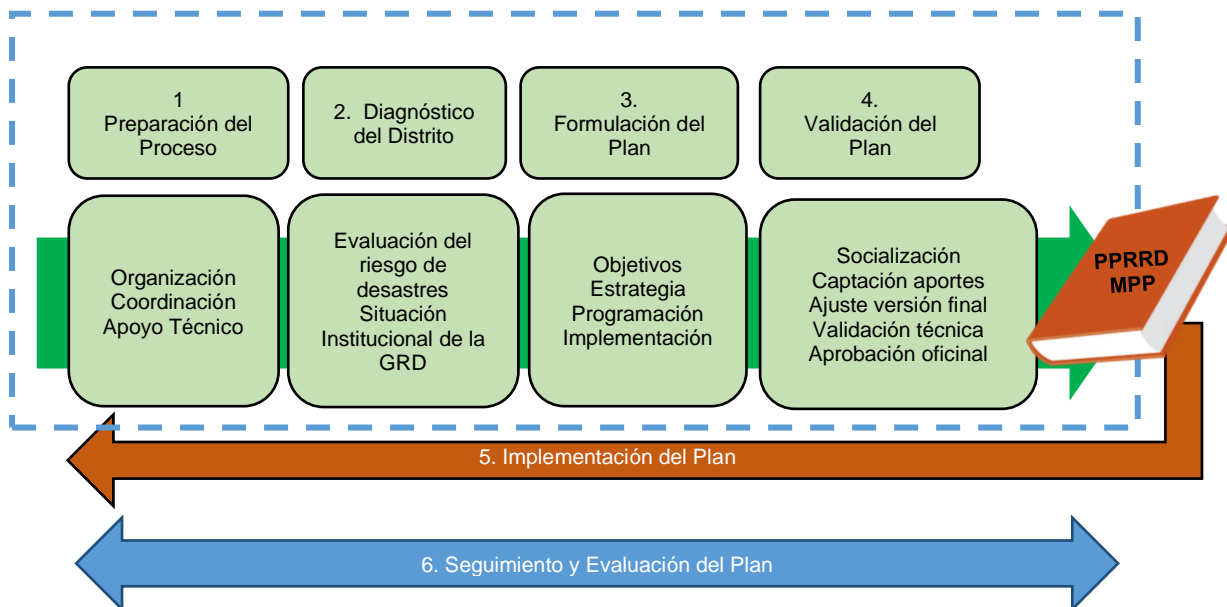 1
Preparación del
Proceso
2. Diagnóstico
del Distrito
3.
Formulación del
Plan
4.
Validación del
Plan
Organización
Coordinación
Apoyo Técnico
Evaluación del
riesgo de
desastres
Situación
Institucional de la
GRD
Objetivos
Estrategia
Programación
Implementación
Socialización
Captación aportes
Ajuste versión final
Validación técnica
Aprobación oficinal
PPRRD
MPP
5. Implementación del Plan
6. Seguimiento y Evaluación del Plan